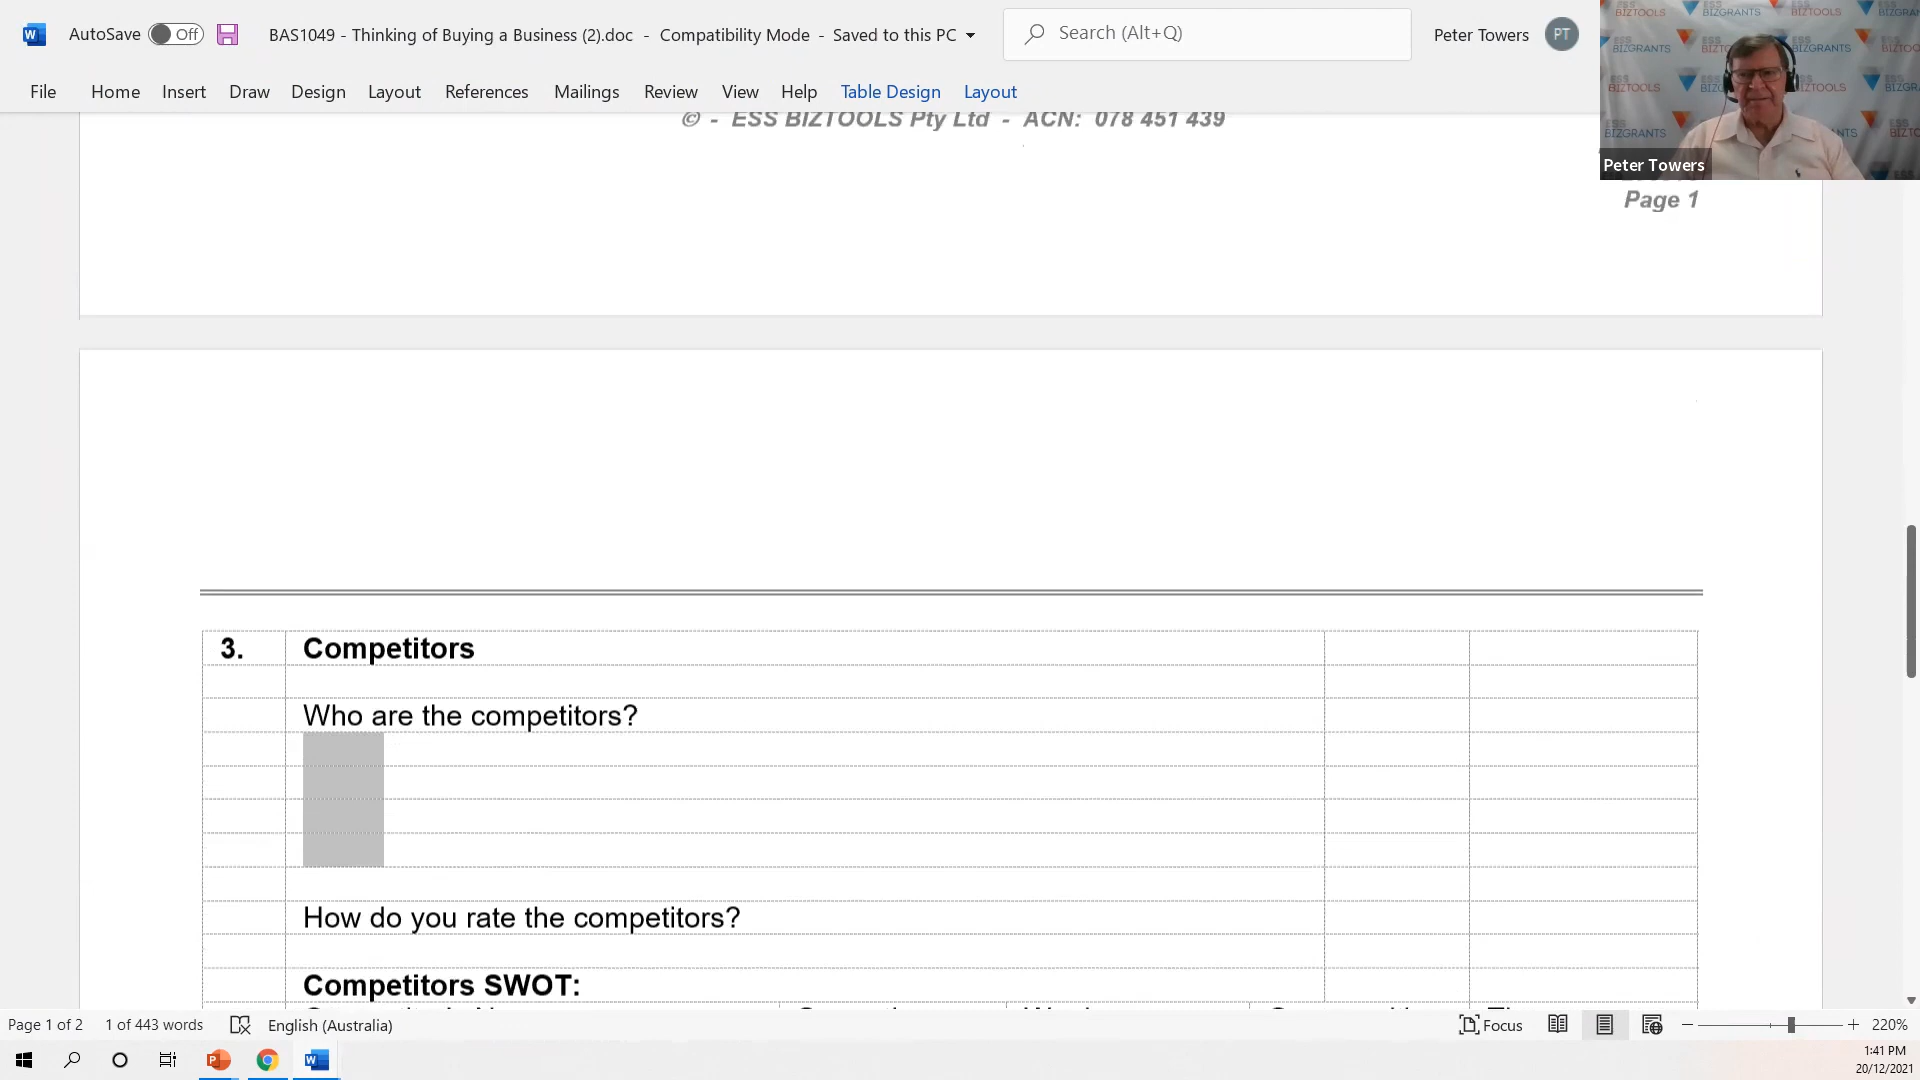 AutoSave Off BAS1049 - Thinking of Buying a Business (2).doc - Compatibility Mode - Saved to this PC Search (Alt+Q) Peter Towers PT
File Home Insert Draw Design Layout References Mailings Review View Help Table Design Layout
© - ESS BIZTOOLS Pty Ltd - ACN: 078 451 439
Peter Towers
Page 1
3. Competitors
Who are the competitors?
How do you rate the competitors?
Competitors SWOT:
Page 1 of 2 1 of 443 words English (Australia) Focus 220%
1:41 PM
20/12/2021